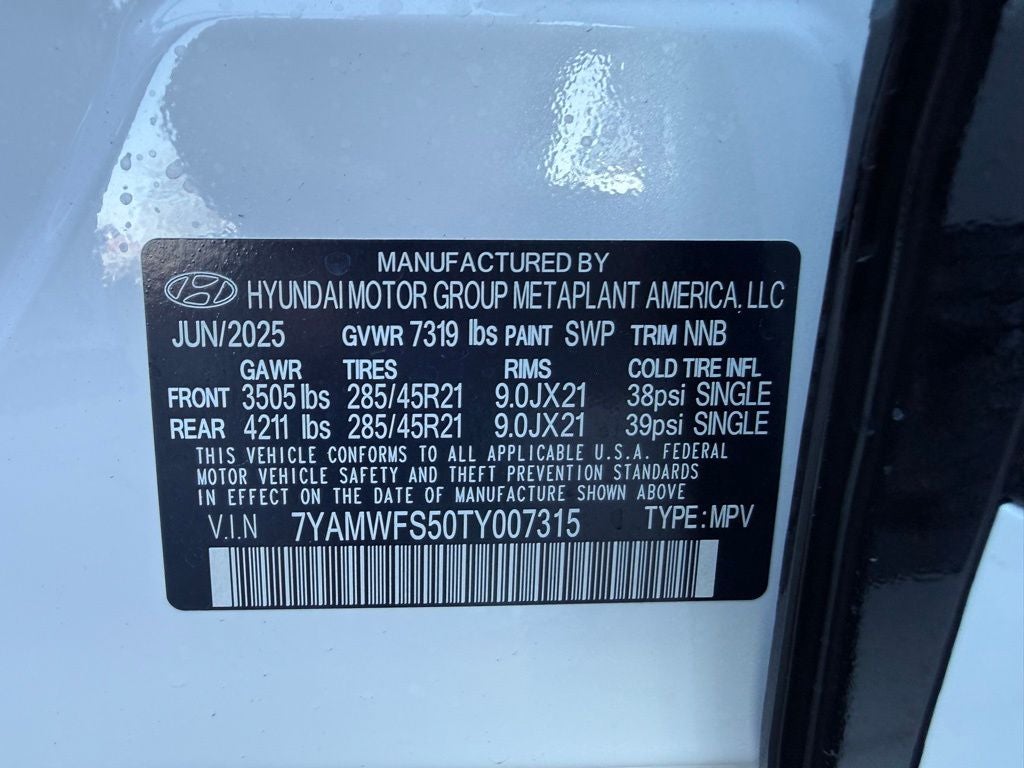 MANUFACTURED BY
HYUNDAI MOTOR GROUP METAPLANT AMERICA, LLC
JUN/2025 GVWR 7319 lbs PAINT SWP TRIM NNB
GAWR TIRES RIMS COLD TIRE INFL
FRONT 3505 lbs 285/45R21 9.0JX21 38psi SINGLE
REAR 4211 lbs 285/45R21 9.0JX21 39psi SINGLE
THIS VEHICLE CONFORMS TO ALL APPLICABLE U.S.A. FEDERAL
MOTOR VEHICLE SAFETY AND THEFT PREVENTION STANDARDS
IN EFFECT ON THE DATE OF MANUFACTURE SHOWN ABOVE
V.I.N 7YAMWFS50TY007315 TYPE : MPV